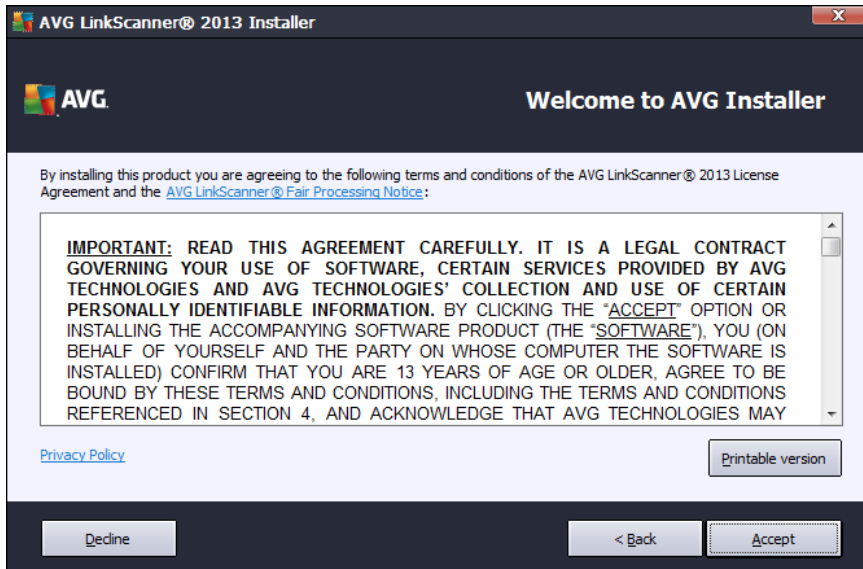 AVG LinkScanner® 2013 Installer
X
AVG.
Welcome to AVG Installer
By installing this product you are agreeing to the following terms and conditions of the AVG LinkScanner® 2013 License
Agreement and the AVG LinkScanner® Fair Processing Notice:
IMPORTANT: READ THIS AGREEMENT CAREFULLY. IT IS A LEGAL CONTRACT
GOVERNING YOUR USE OF SOFTWARE, CERTAIN SERVICES PROVIDED BY AVG
TECHNOLOGIES AND AVG TECHNOLOGIES’ COLLECTION AND USE OF CERTAIN
PERSONALLY IDENTIFIABLE INFORMATION. BY CLICKING THE “ACCEPT” OPTION OR
INSTALLING THE ACCOMPANYING SOFTWARE PRODUCT (THE “SOFTWARE”), YOU (ON
BEHALF OF YOURSELF AND THE PARTY ON WHOSE COMPUTER THE SOFTWARE IS
INSTALLED) CONFIRM THAT YOU ARE 13 YEARS OF AGE OR OLDER, AGREE TO BE
BOUND BY THESE TERMS AND CONDITIONS, INCLUDING THE TERMS AND CONDITIONS
REFERENCED IN SECTION 4, AND ACKNOWLEDGE THAT AVG TECHNOLOGIES MAY
Privacy Policy
Printable version
Decline
< Back
Accept